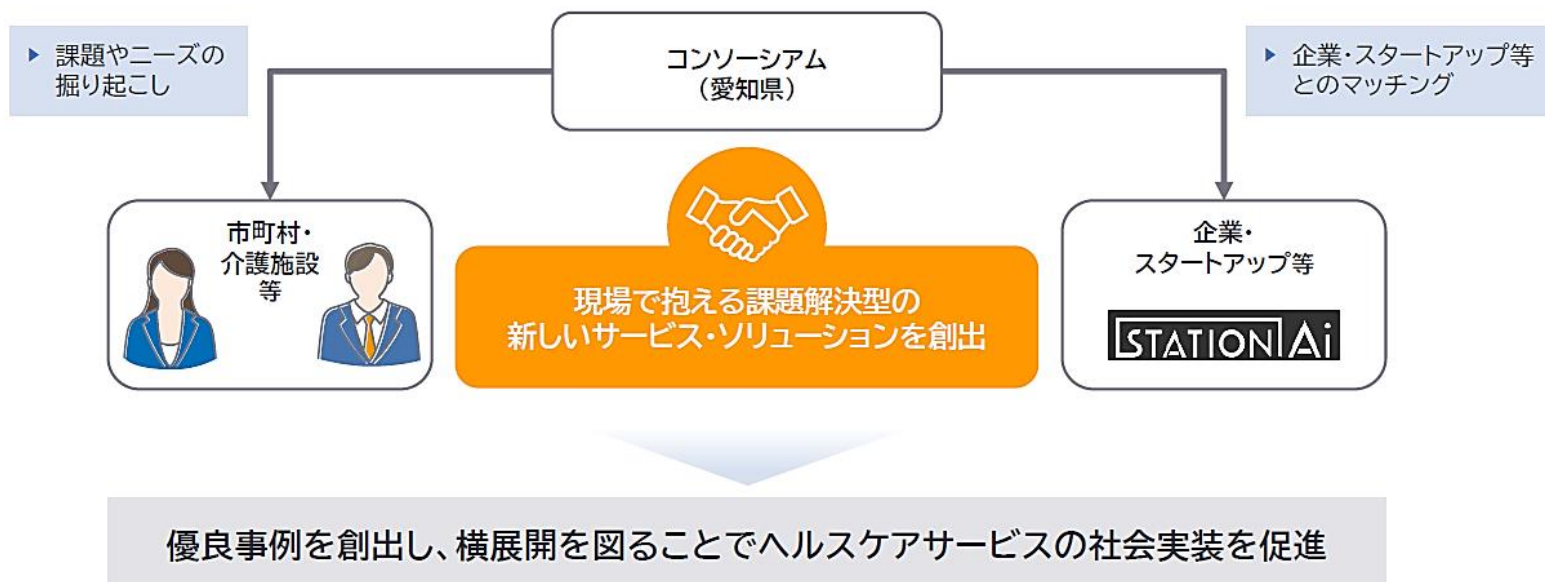 ▶ 課題やニーズの
掘り起こし
コンソーシアム
（愛知県）
▶ 企業・スタートアップ等
とのマッチング
市町村・
介護施設
等
現場で抱える課題解決型の
新しいサービス・ソリューションを創出
企業・
スタートアップ等
STATION Ai
優良事例を創出し、横展開を図ることでヘルスケアサービスの社会実装を促進